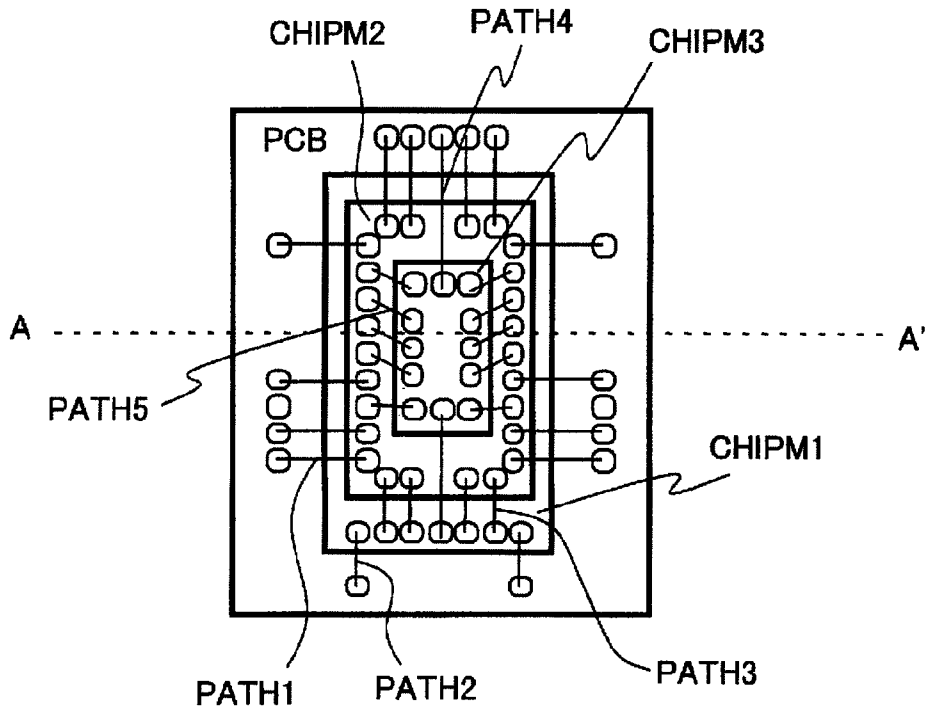 PATH4
CHIPM2
CHIPM3
PCB
A
A'
PATH5
CHIPM1
PATH1
PATH2
PATH3